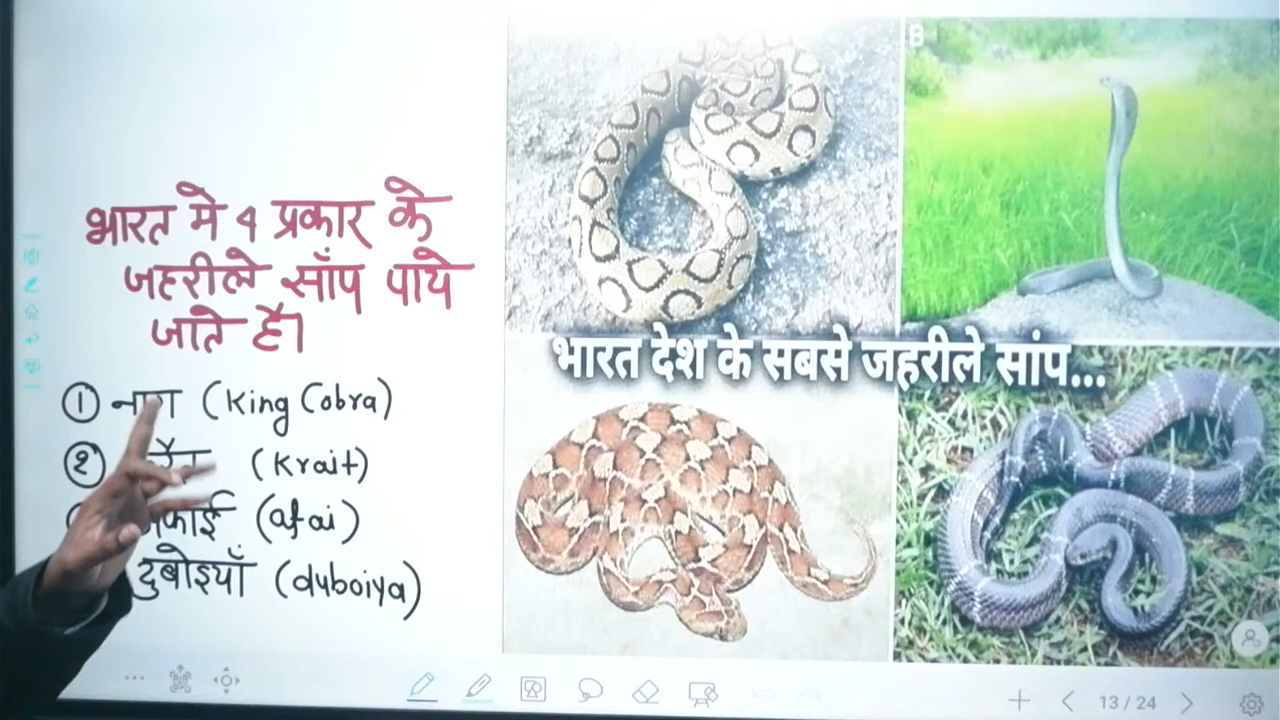 भारत मे 4 प्रकार के
जहरीले साँप पाये
जाते है।
① नाग (King Cobra)
② (Krait)
(afai)
दुबोइयाँ (duboiya)
B
भारत देश के सबसे जहरीले सांप...
13 / 24